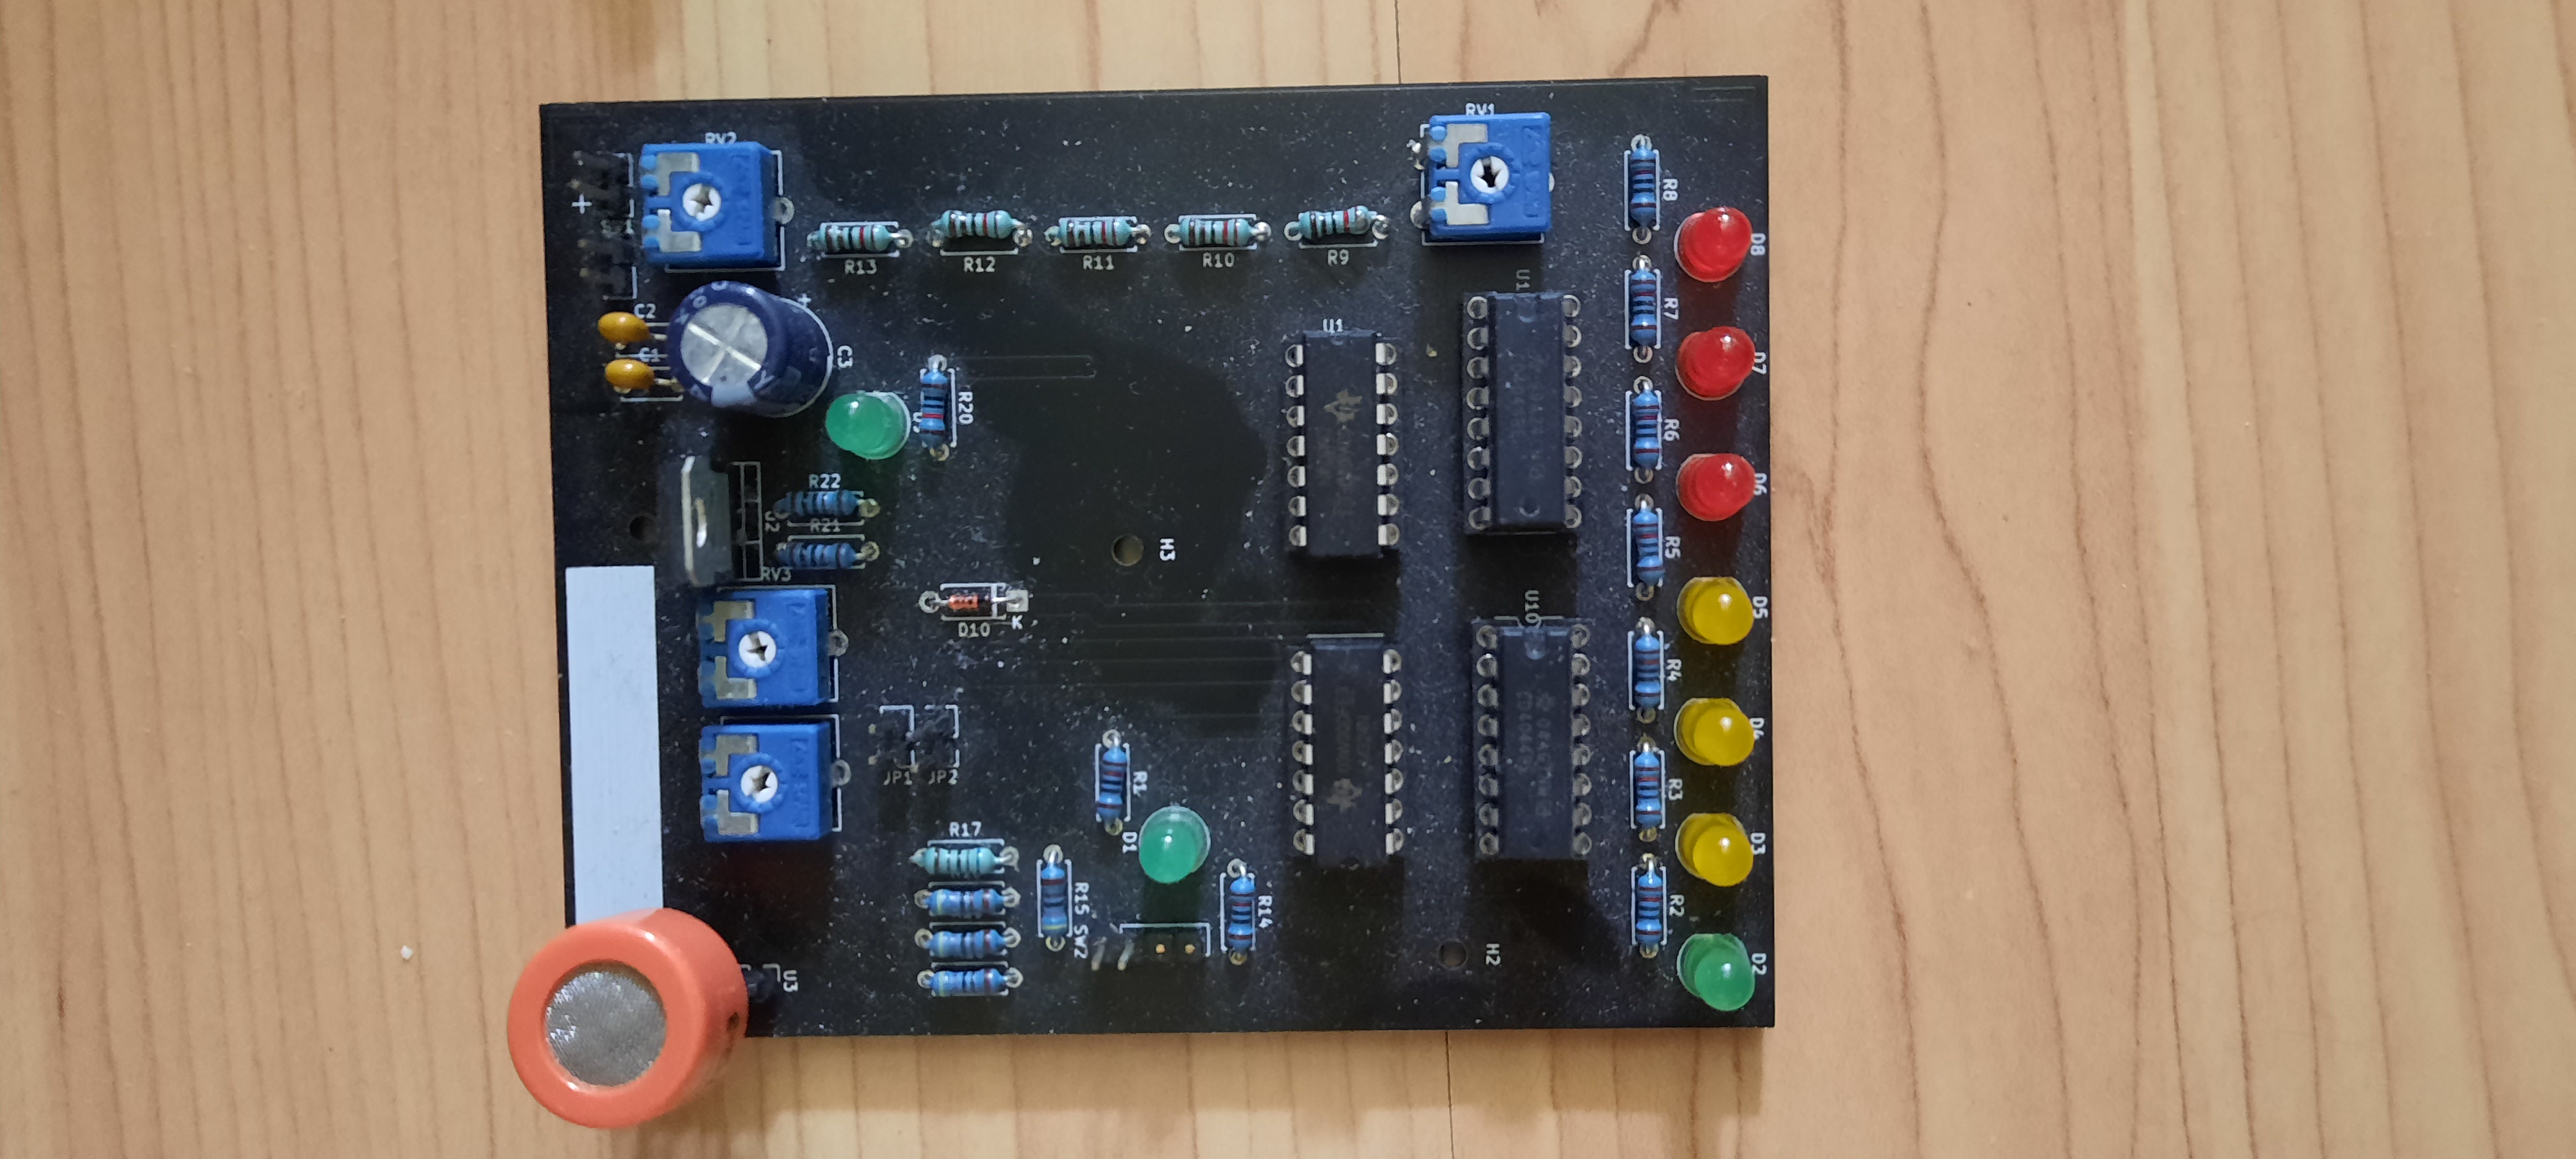 +
C1
C2
RV2
U3
RV3
R21
R22
C3
+
R13
JP1
JP2
R17
D10
K
R20
R12
R15
SW2
R11
R1
D1
H3
R10
R14
U1
R9
H2
RV1
U10
R2
R3
R4
R5
R6
R7
R8
D2
D3
D4
D5
D6
D7
D8